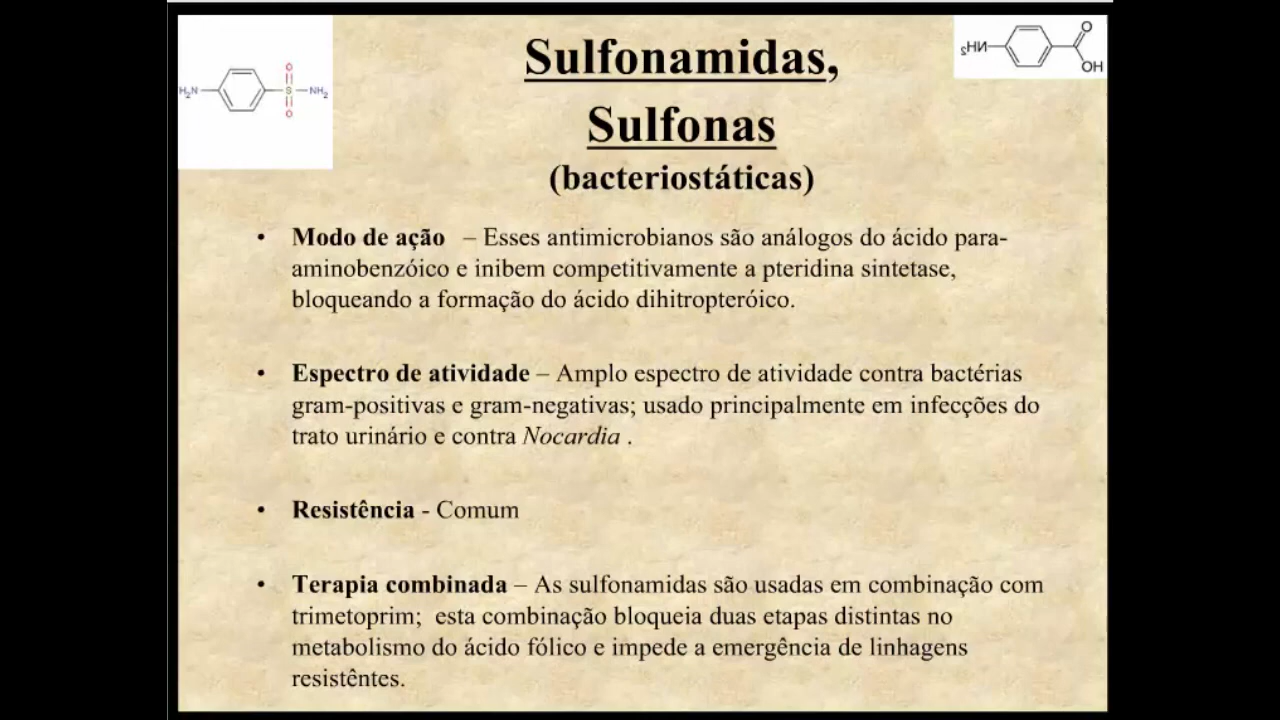 Sulfonamidas,
Sulfonas
(bacteriostáticas)
H₂N
O
S
O
NH₂
NH₂
O
OH
• Modo de ação – Esses antimicrobianos são análogos do ácido para-
aminobenzóico e inibem competitivamente a pteridina sintetase,
bloqueando a formação do ácido dihitropteróico.
• Espectro de atividade – Amplo espectro de atividade contra bactérias
gram-positivas e gram-negativas; usado principalmente em infecções do
trato urinário e contra Nocardia .
• Resistência - Comum
• Terapia combinada – As sulfonamidas são usadas em combinação com
trimetoprim; esta combinação bloqueia duas etapas distintas no
metabolismo do ácido fólico e impede a emergência de linhagens
resistêntes.